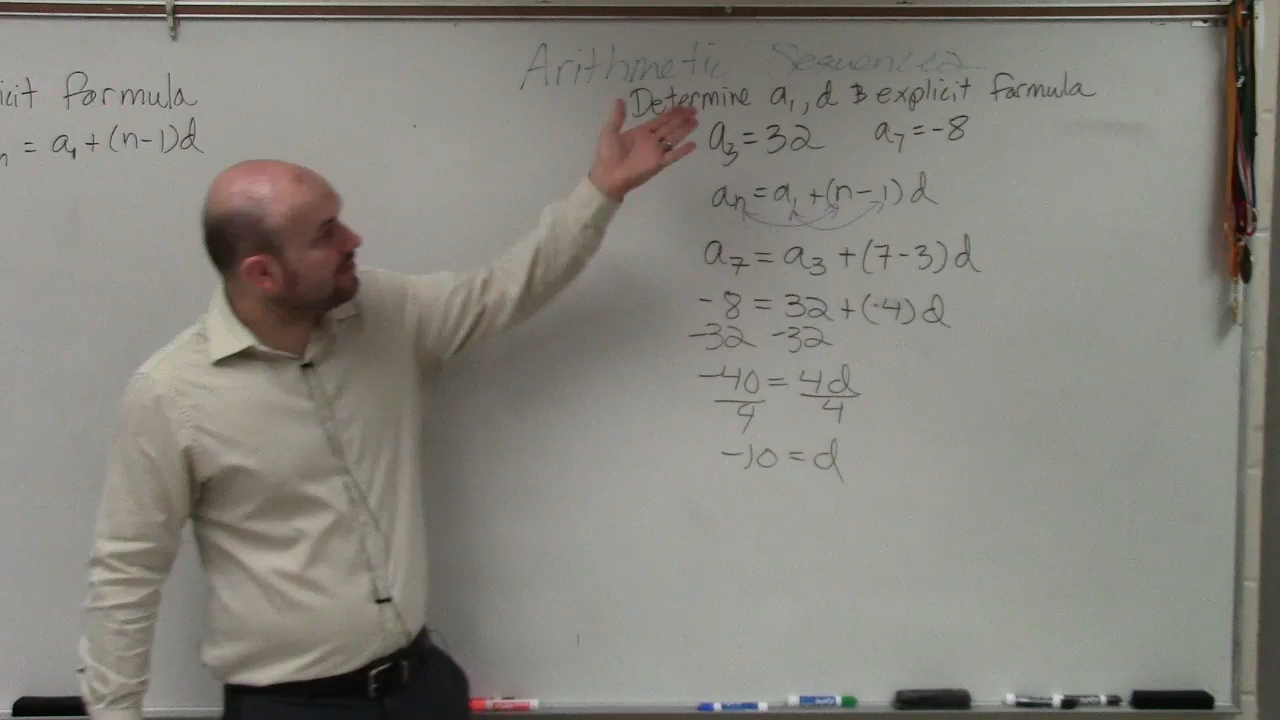 icit formula
n = a₁ + (n-1)d
Arithmetic Sequences
Determine a₁, d & explicit formula
a₃ = 32 a₇ = -8
aₙ = a₁ + (n-1)d
a₇ = a₃ + (7-3)d
-8 = 32 + (4)d
-32 -32
-40 = 4d
4 4
-10 = d